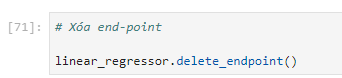 [71]: # Xóa end-point
linear_regressor.delete_endpoint()